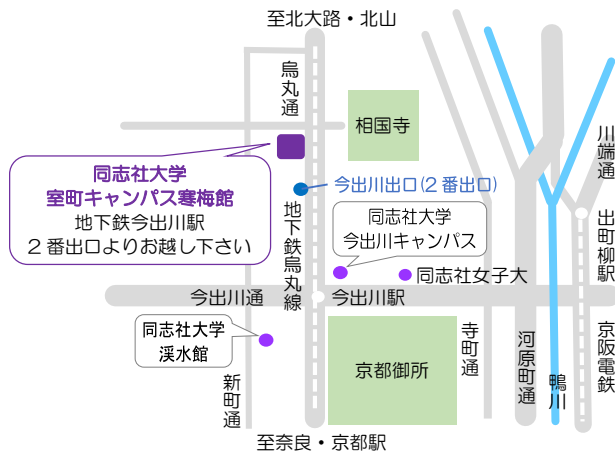 至北大路・北山
烏丸通
相国寺
川端通
同志社大学
室町キャンパス寒梅館
地下鉄今出川駅
2番出口よりお越し下さい
今出川出口(2番出口)
地下鉄烏丸線
同志社大学
今出川キャンパス
同志社女子大
出町柳駅
今出川通
今出川駅
同志社大学
渓水館
新町通
京都御所
寺町通
河原町通
鴨川
京阪電鉄
至奈良・京都駅